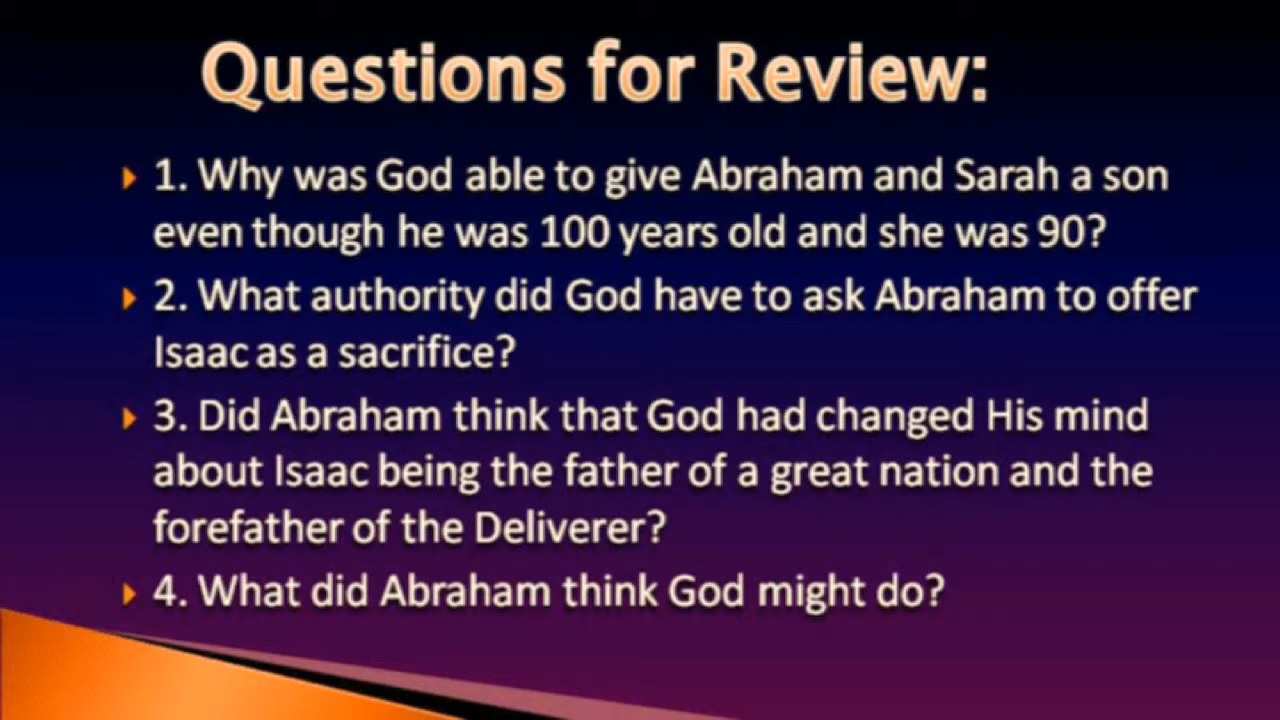 Questions for Review:
1. Why was God able to give Abraham and Sarah a son
even though he was 100 years old and she was 90?
2. What authority did God have to ask Abraham to offer
Isaac as a sacrifice?
3. Did Abraham think that God had changed His mind
about Isaac being the father of a great nation and the
forefather of the Deliverer?
4. What did Abraham think God might do?